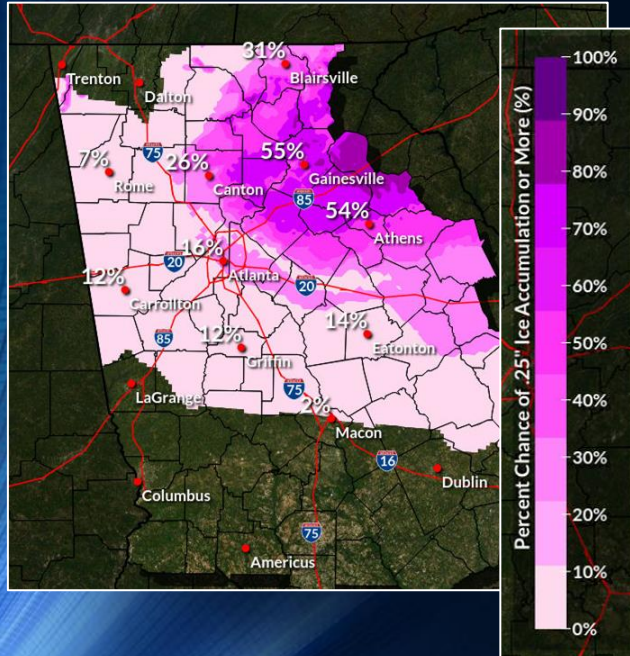 31%
Blairsville
Trenton
Dalton
75
7%
Rome
26%
Canton
55%
Gainesville
85
54%
Athens
16%
Atlanta
20
20
12%
Carrollton
85
12%
Griffin
14%
Eatonton
75
LaGrange
2%
Macon
16
Columbus
Dublin
75
Americus
Percent Chance of .25" Ice Accumulation or More (%)
100%
90%
80%
70%
60%
50%
40%
30%
20%
10%
0%